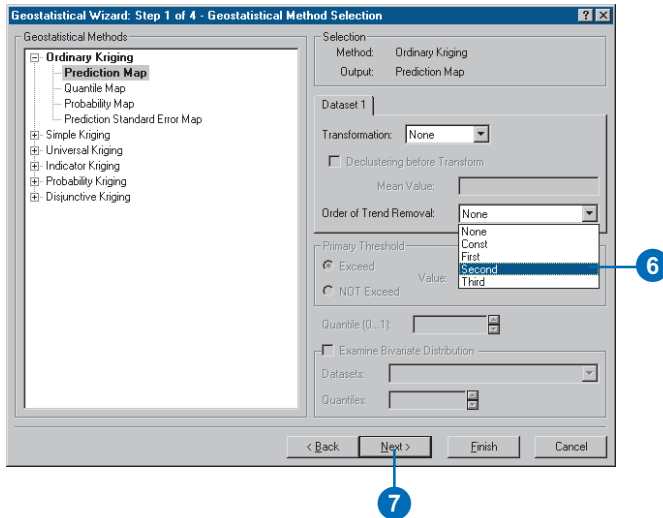 Geostatistical Wizard: Step 1 of 4 - Geostatistical Method Selection
Geostatistical Methods
Ordinary Kriging
Prediction Map
Quantile Map
Probability Map
Prediction Standard Error Map
Simple Kriging
Universal Kriging
Indicator Kriging
Probability Kriging
Disjunctive Kriging
Selection
Method: Ordinary Kriging
Output: Prediction Map
Dataset 1
Transformation: None
Declustering before Transform
Mean Value:
Order of Trend Removal: None
None
Const
First
Second
Third
6
Primary Threshold
Exceed
Value:
NOT Exceed
Quantile (0...1):
Examine Bivariate Distribution
Datasets:
Quantiles:
< Back
Next >
Finish
Cancel
7